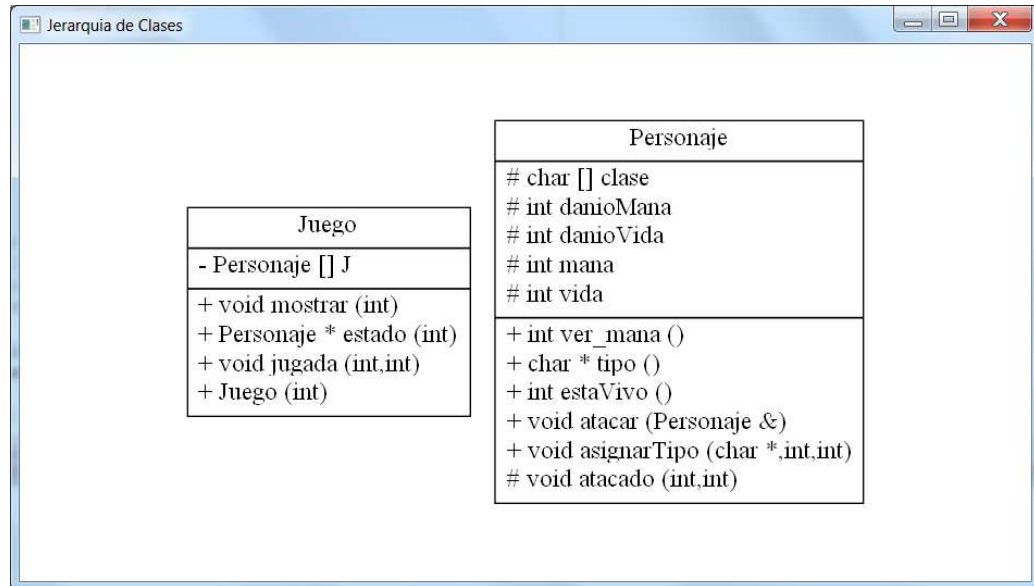 Jerarquia de Clases
Juego
- Personaje [] J
+ void mostrar (int)
+ Personaje * estado (int)
+ void jugada (int,int)
+ Juego (int)
Personaje
# char [] clase
# int danioMana
# int danioVida
# int mana
# int vida
+ int ver_mana ()
+ char * tipo ()
+ int estaVivo ()
+ void atacar (Personaje &)
+ void asignarTipo (char *,int,int)
# void atacado (int,int)